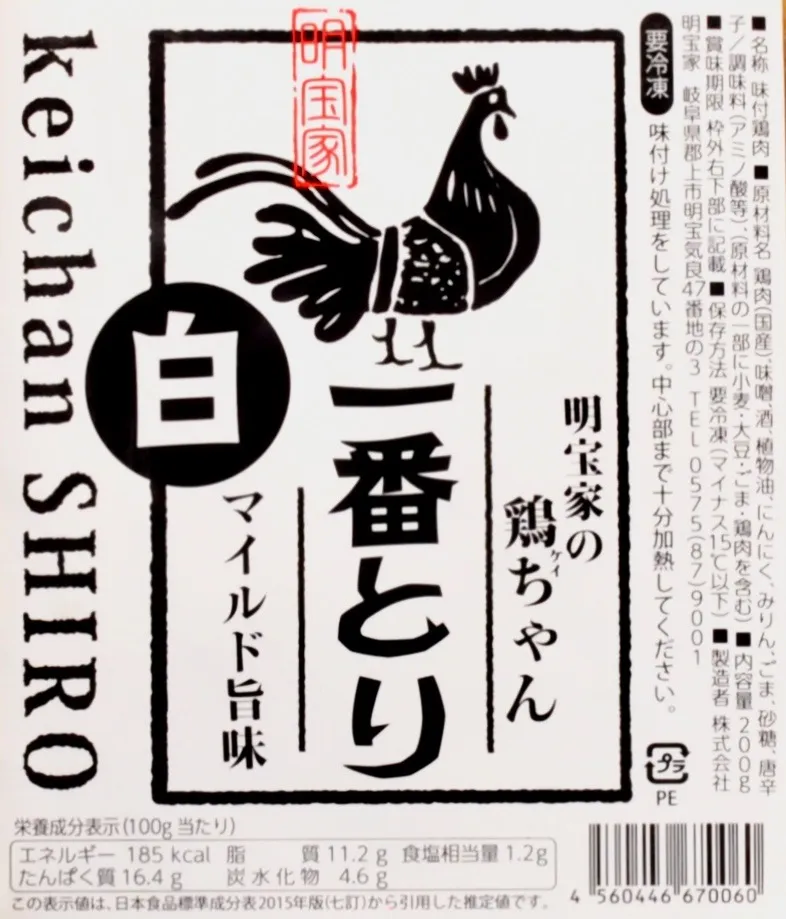 ■名称 味付鶏肉 ■原材料名 鶏肉(国産)、味噌、酒、植物油、にんにく、みりん、ごま、砂糖、唐辛
子/調味料(アミノ酸等)、(原材料の一部に小麦・大豆・ごま・鶏肉を含む) ■内容量 200g
■賞味期限 枠外右下部に記載 ■保存方法 要冷凍(マイナス15℃以下) ■製造者 株式会社
明宝家 岐阜県郡上市明宝気良47番地の3 TEL 0575(87)9001
要冷凍 味付け処理をしています。中心部まで十分加熱してください。
プラ
PE
明宝家
明宝家の
鶏ちゃん
ケイ
一番とり
マイルド旨味
白
keichan SHIRO
栄養成分表示(100g当たり)
エネルギー 185 kcal 脂質 11.2 g 食塩相当量 1.2g
たんぱく質 16.4 g 炭水化物 4.6 g
この表示値は、日本食品標準成分表2015年版(七訂)から引用した推定値です。
4 560446 670060